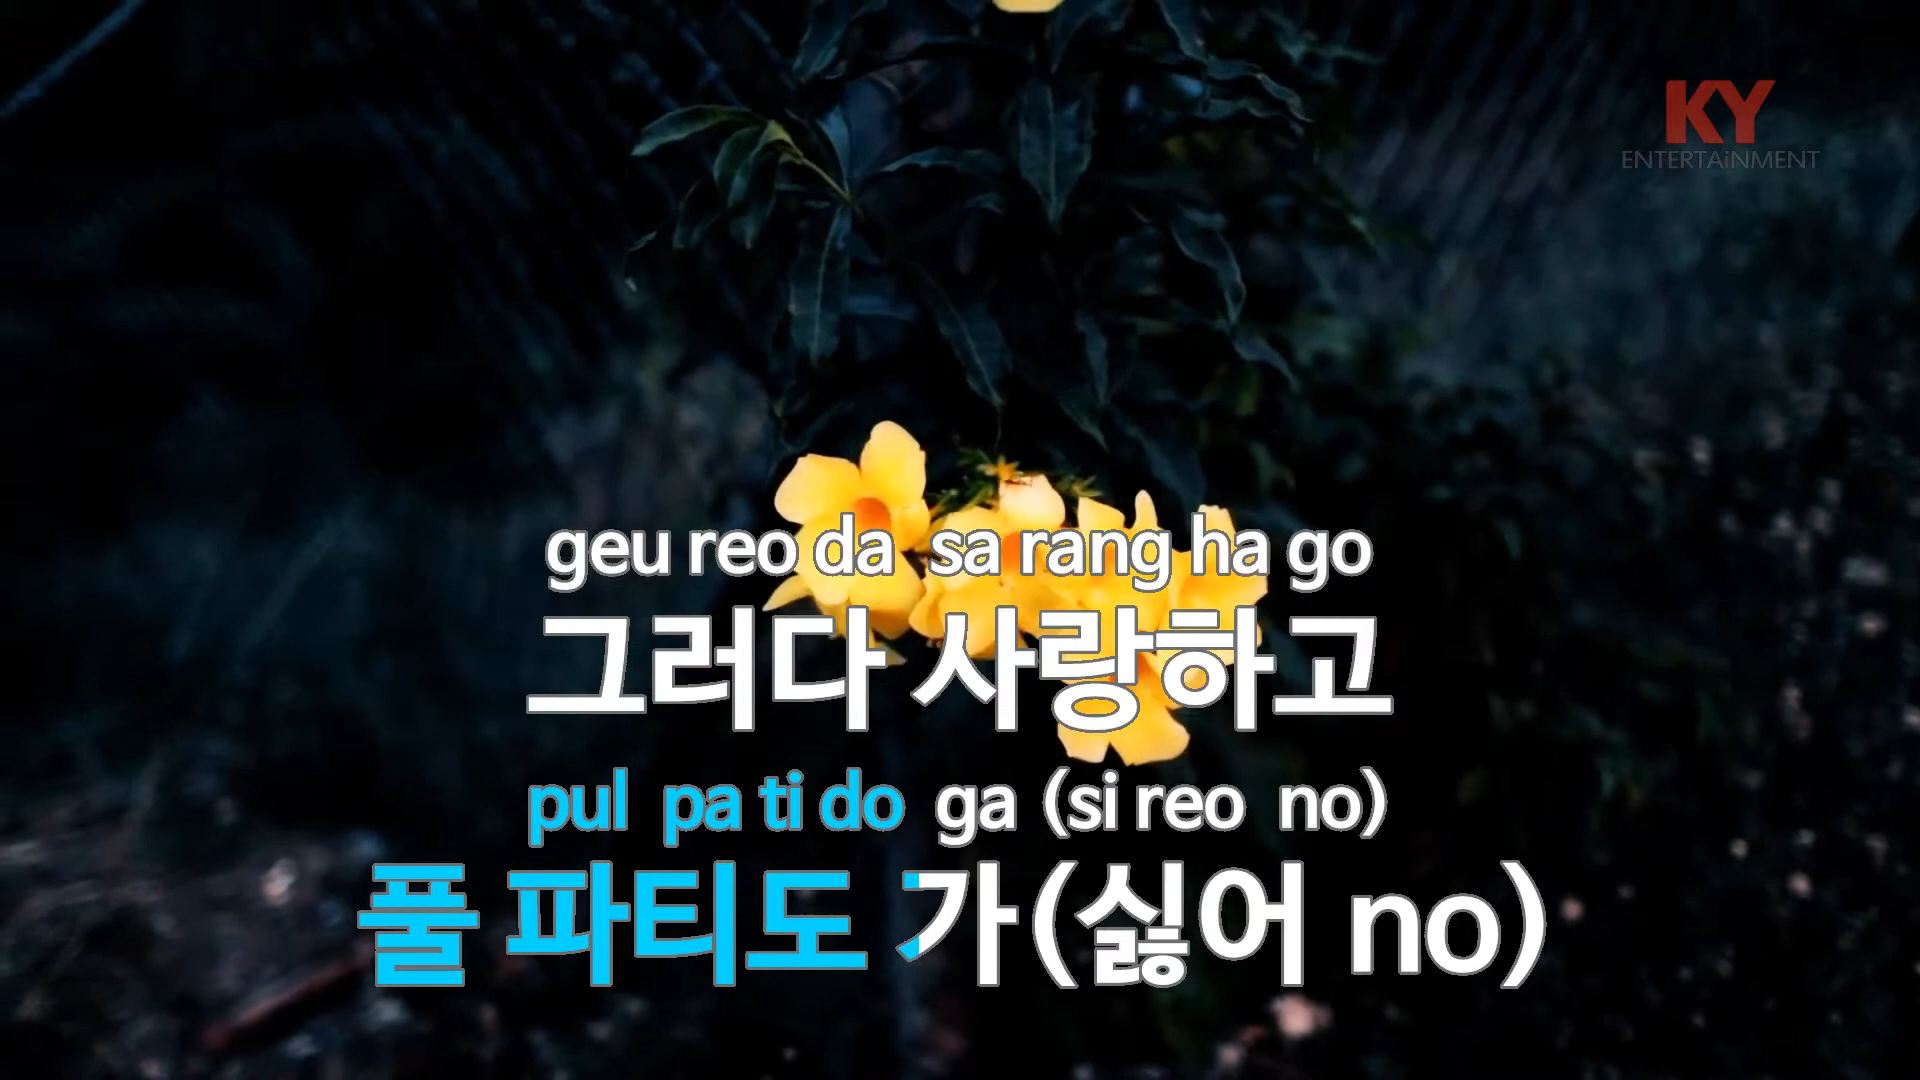 KY
ENTERTAiNMENT
geu reo da sa rang ha go
그러다 사랑하고
pul pa ti do ga (si reo no)
풀 파티도 가(싫어 no)